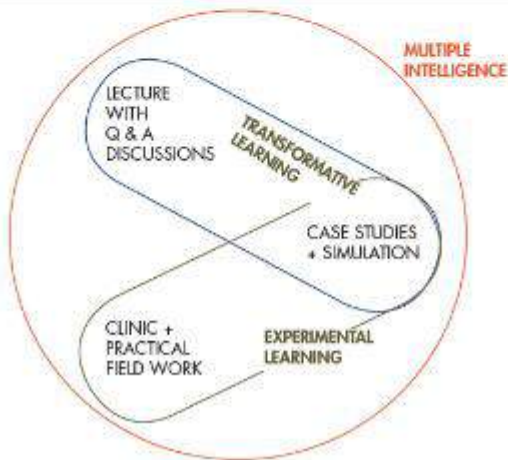 MULTIPLE
INTELLIGENCE
LECTURE
WITH
Q & A
DISCUSSIONS
TRANSFORMATIVE
LEARNING
CASE STUDIES
+ SIMULATION
CLINIC +
PRACTICAL
FIELD WORK
EXPERIMENTAL
LEARNING